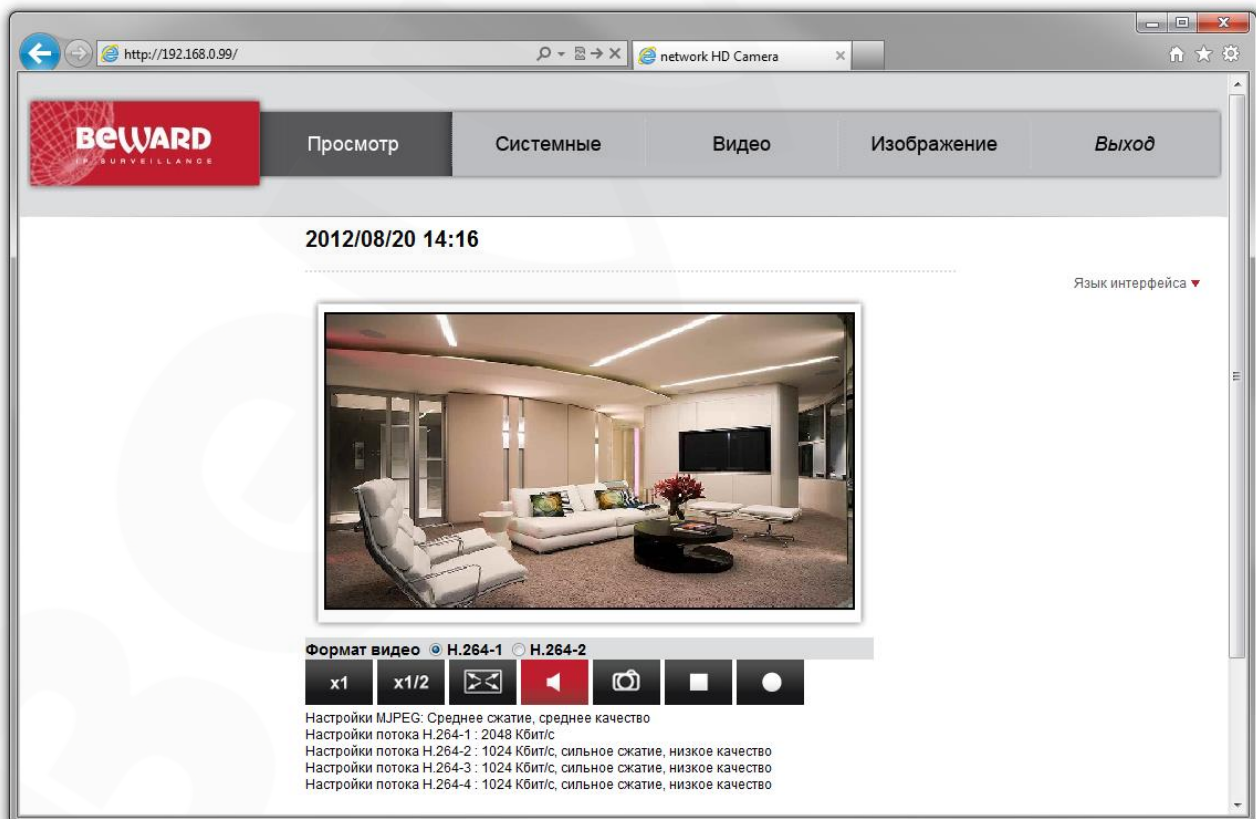 http://192.168.0.99/
network HD Camera
BEWARD
IP SURVEILLANCE
Просмотр
Системные
Видео
Изображение
Выход
2012/08/20 14:16
Язык интерфейса
Формат видео H.264-1 H.264-2
x1 x1/2
Настройки MJPEG: Среднее сжатие, среднее качество
Настройки потока H.264-1 : 2048 Кбит/с
Настройки потока H.264-2 : 1024 Кбит/с, сильное сжатие, низкое качество
Настройки потока H.264-3 : 1024 Кбит/с, сильное сжатие, низкое качество
Настройки потока H.264-4 : 1024 Кбит/с, сильное сжатие, низкое качество